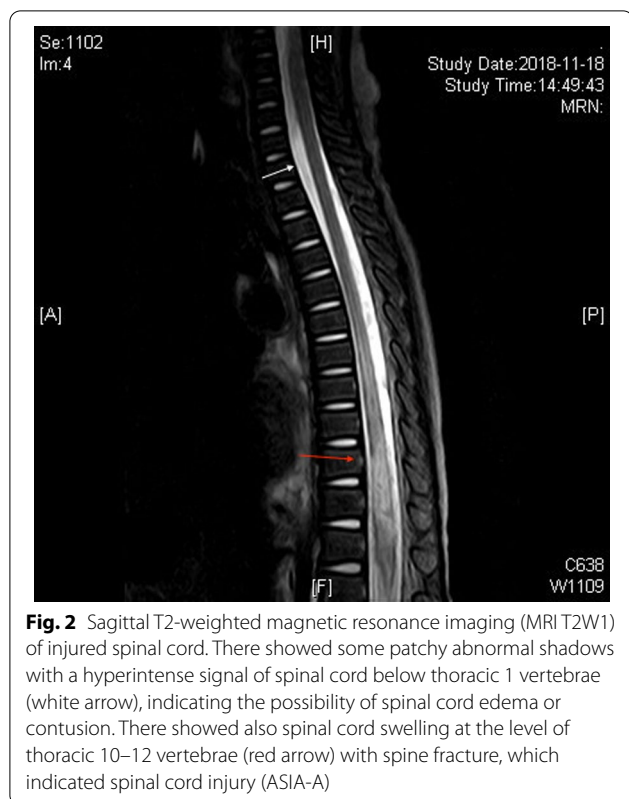 Se:1102
Im:4
[H]
.
Study Date:2018-11-18
Study Time:14:49:43
MRN:
[A]
[P]
[F]
C638
W1109
Fig. 2 Sagittal T2-weighted magnetic resonance imaging (MRI T2W1)
of injured spinal cord. There showed some patchy abnormal shadows
with a hyperintense signal of spinal cord below thoracic 1 vertebrae
(white arrow), indicating the possibility of spinal cord edema or
contusion. There showed also spinal cord swelling at the level of
thoracic 10–12 vertebrae (red arrow) with spine fracture, which
indicated spinal cord injury (ASIA-A)